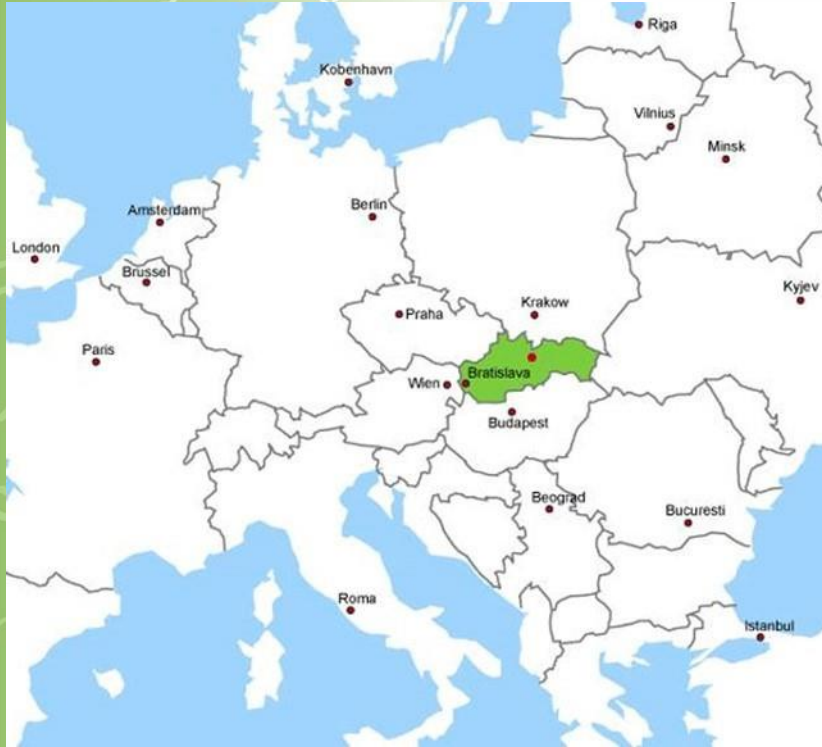 Riga
Kobenhavn
Vilnius
Minsk
Amsterdam
Berlin
London
Brussel
Kyjev
Praha
Krakow
Paris
Wien
Bratislava
Budapest
Beograd
Bucuresti
Roma
Istanbul